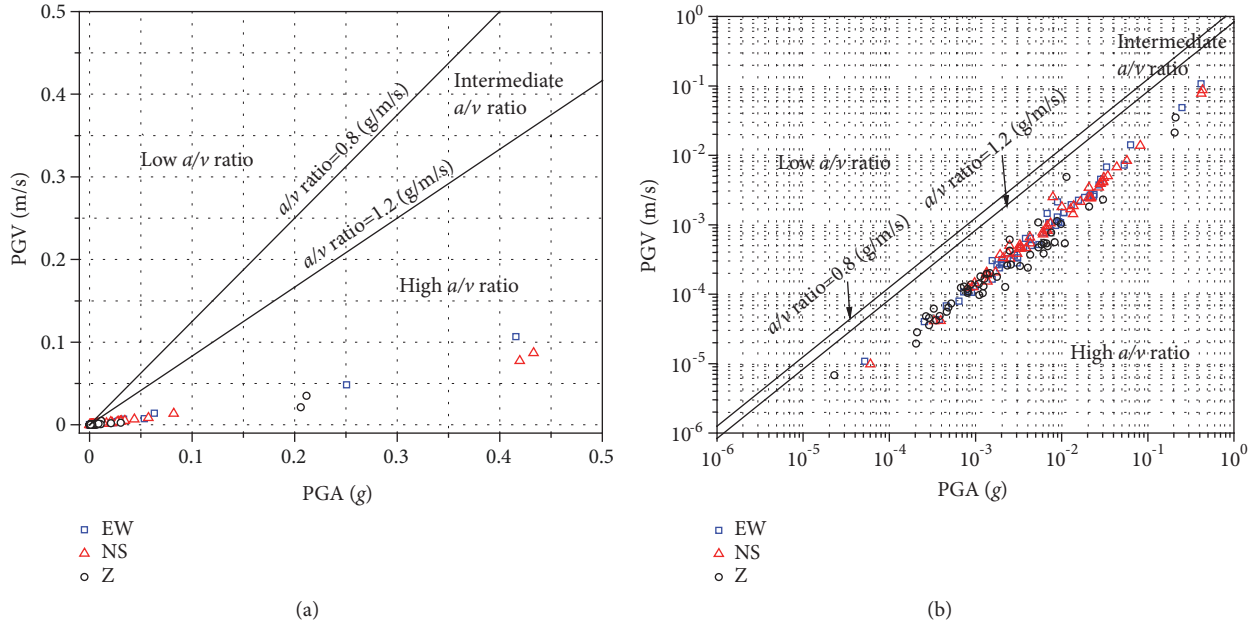 0.5
0.4
0.3
0.2
0.1
0
PGV (m/s)
Low a/v ratio
a/v ratio=0.8 (g/m/s)
Intermediate
a/v ratio
a/v ratio=1.2 (g/m/s)
High a/v ratio
0 0.1 0.2 0.3 0.4 0.5
PGA (g)
EW
NS
Z
(a)
10^0
10^-1
10^-2
10^-3
10^-4
10^-5
10^-6
PGV (m/s)
Intermediate
a/v ratio
Low a/v ratio
a/v ratio=1.2 (g/m/s)
a/v ratio=0.8 (g/m/s)
High a/v ratio
10^-6 10^-5 10^-4 10^-3 10^-2 10^-1 10^0
PGA (g)
EW
NS
Z
(b)